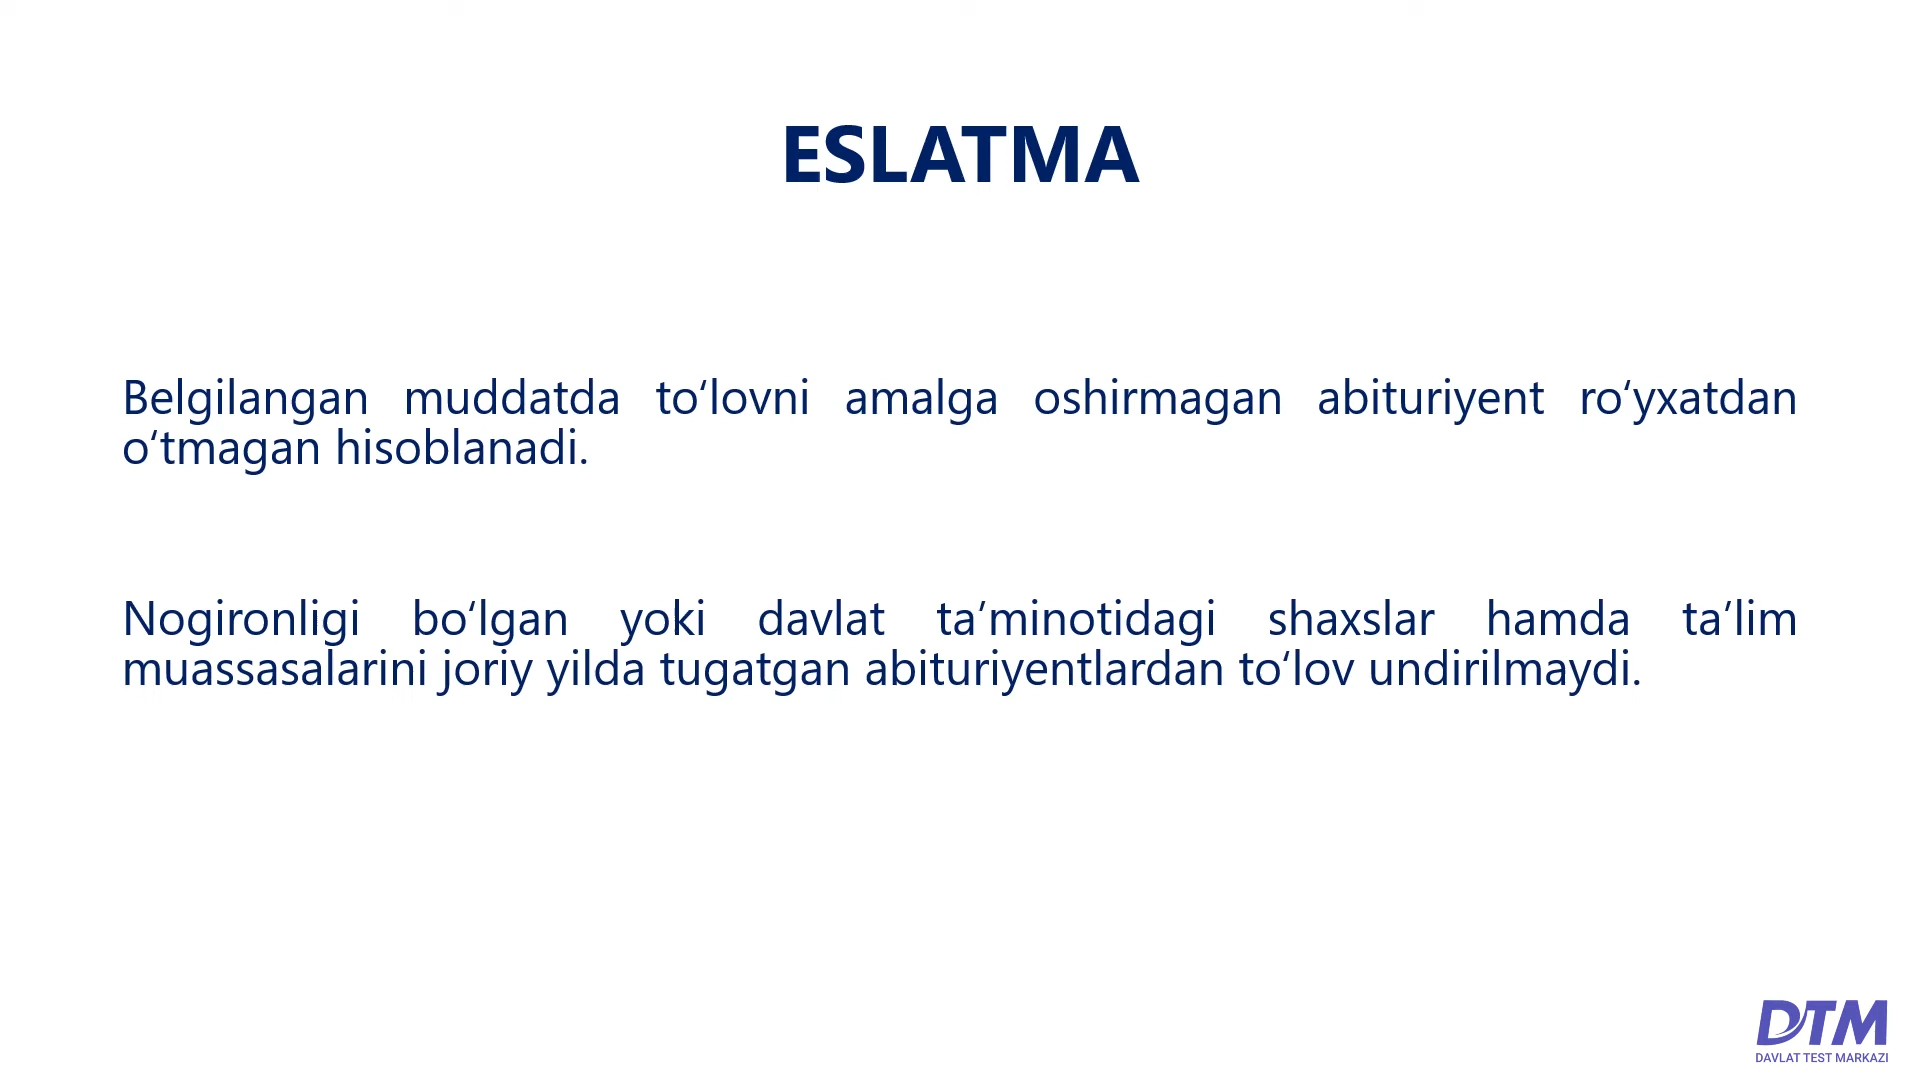 ESLATMA
Belgilangan muddatda to‘lovni amalga oshirmagan abituriyent ro‘yxatdan
o‘tmagan hisoblanadi.
Nogironligi bo‘lgan yoki davlat ta’minotidagi shaxslar hamda ta’lim
muassasalarini joriy yilda tugatgan abituriyentlardan to‘lov undirilmaydi.
DTM
DAVLAT TEST MARKAZI